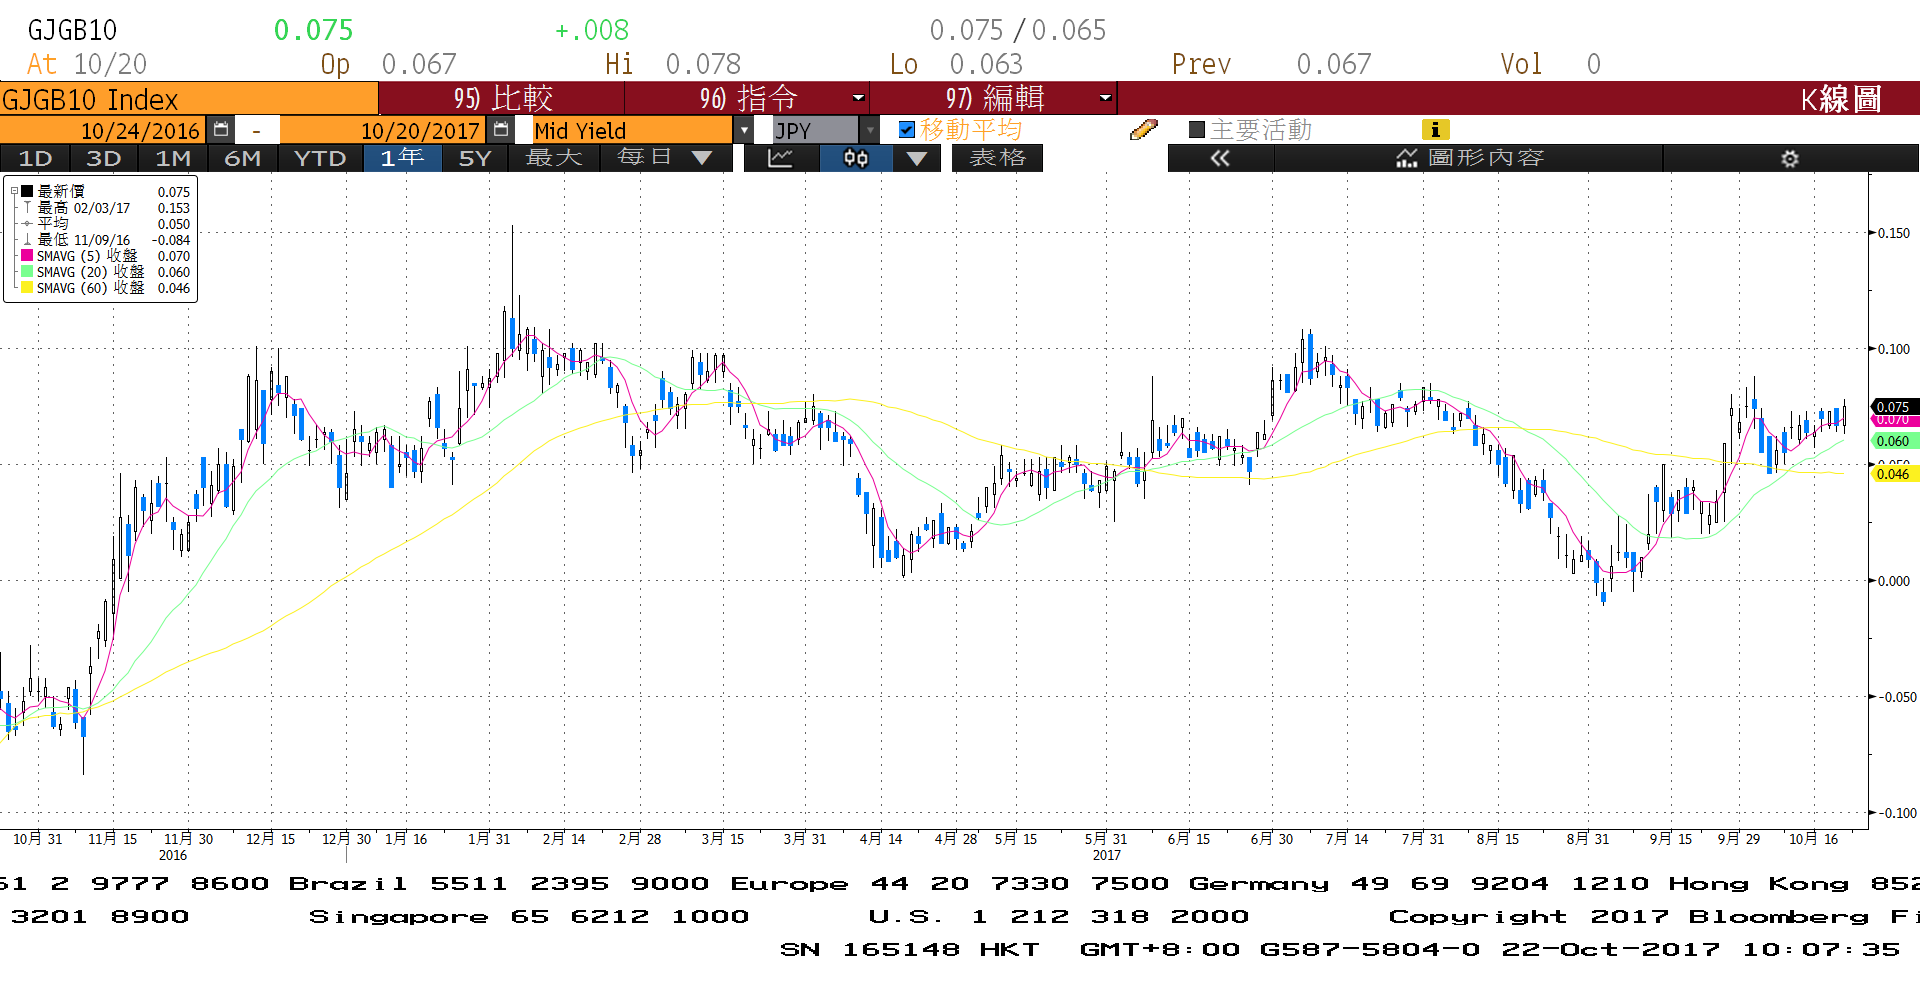 GJGB10 0.075 +.008 0.075 / 0.065
At 10/20 Op 0.067 Hi 0.078 Lo 0.063 Prev 0.067 Vol 0
GJGB10 Index 95) 比較 96) 指令 97) 編輯 K線圖
10/24/2016 - 10/20/2017 Mid Yield JPY 移動平均 主要活動 i
1D 3D 1M 6M YTD 1年 5Y 最大 每日 表格 « 圖形內容
最新價 0.075
最高 02/03/17 0.153
平均 0.050
最低 11/09/16 -0.084
SMAVG (5) 收盤 0.070
SMAVG (20) 收盤 0.060
SMAVG (60) 收盤 0.046
0.150
0.100
0.075
0.070
0.060
0.050
0.046
0.000
-0.050
-0.100
10月 31 11月 15 11月 30 12月 15 12月 30 1月 16 1月 31 2月 14 2月 28 3月 15 3月 31 4月 14 4月 28 5月 15 5月 31 6月 15 6月 30 7月 14 7月 31 8月 15 8月 31 9月 15 9月 29 10月 16
2016 2017
61 2 9777 8600 Brazil 5511 2395 9000 Europe 44 20 7330 7500 Germany 49 69 9204 1210 Hong Kong 852
3201 8900 Singapore 65 6212 1000 U.S. 1 212 318 2000 Copyright 2017 Bloomberg Fi
SN 165148 HKT GMT+8:00 G587-5804-0 22-Oct-2017 10:07:35